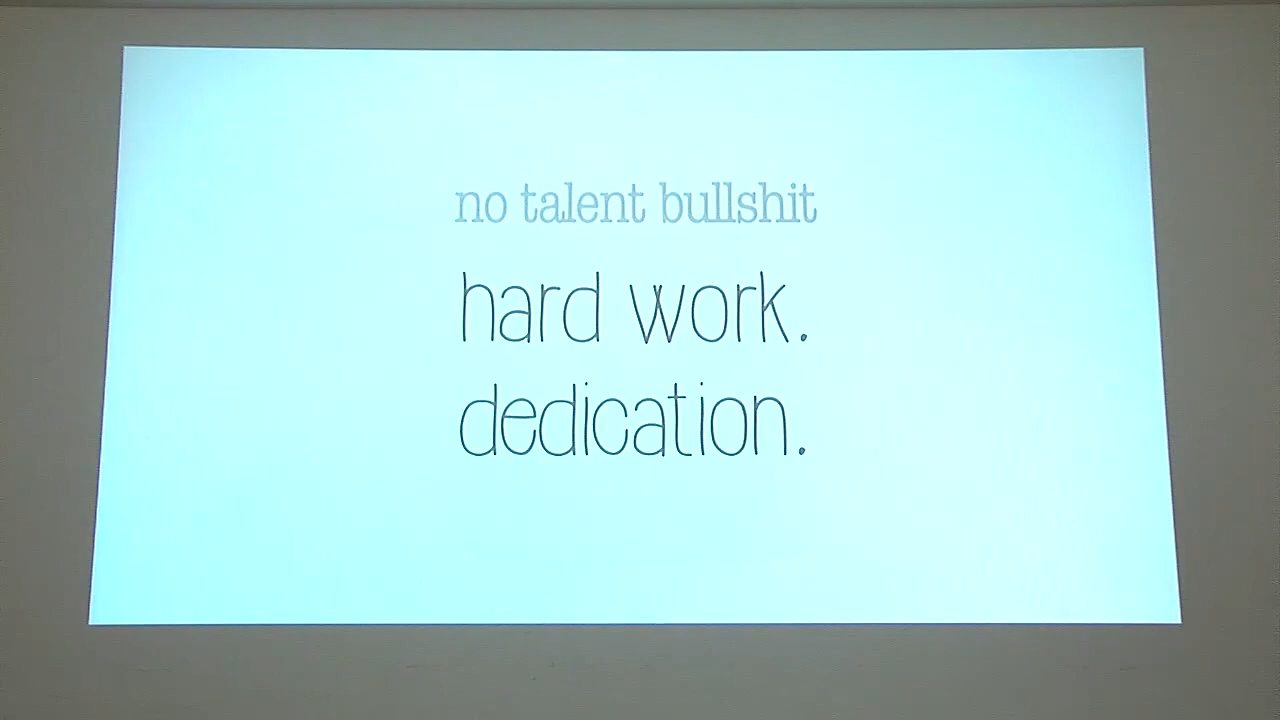 no talent bullshit
hard work.
dedication.